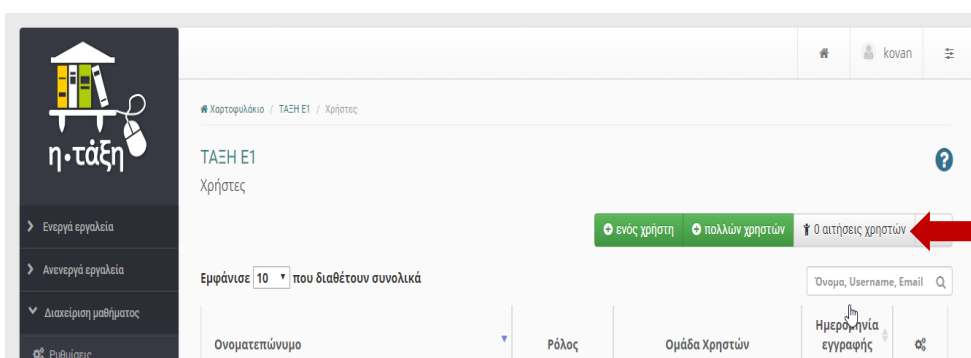 kovan
η•τάξη
Χαρτοφυλάκιο / ΤΑΞΗ Ε1 / Χρήστες
ΤΑΞΗ Ε1
Χρήστες
ενός χρήστη πολλών χρηστών 0 αιτήσεις χρηστών
Ενεργά εργαλεία
Ανενεργά εργαλεία
Διαχείριση μαθήματος
Ρυθμίσεις
Εμφάνισε 10 που διαθέτουν συνολικά
Όνομα, Username, Email
Ονοματεπώνυμο Ρόλος Ομάδα Χρηστών Ημερομηνία εγγραφής